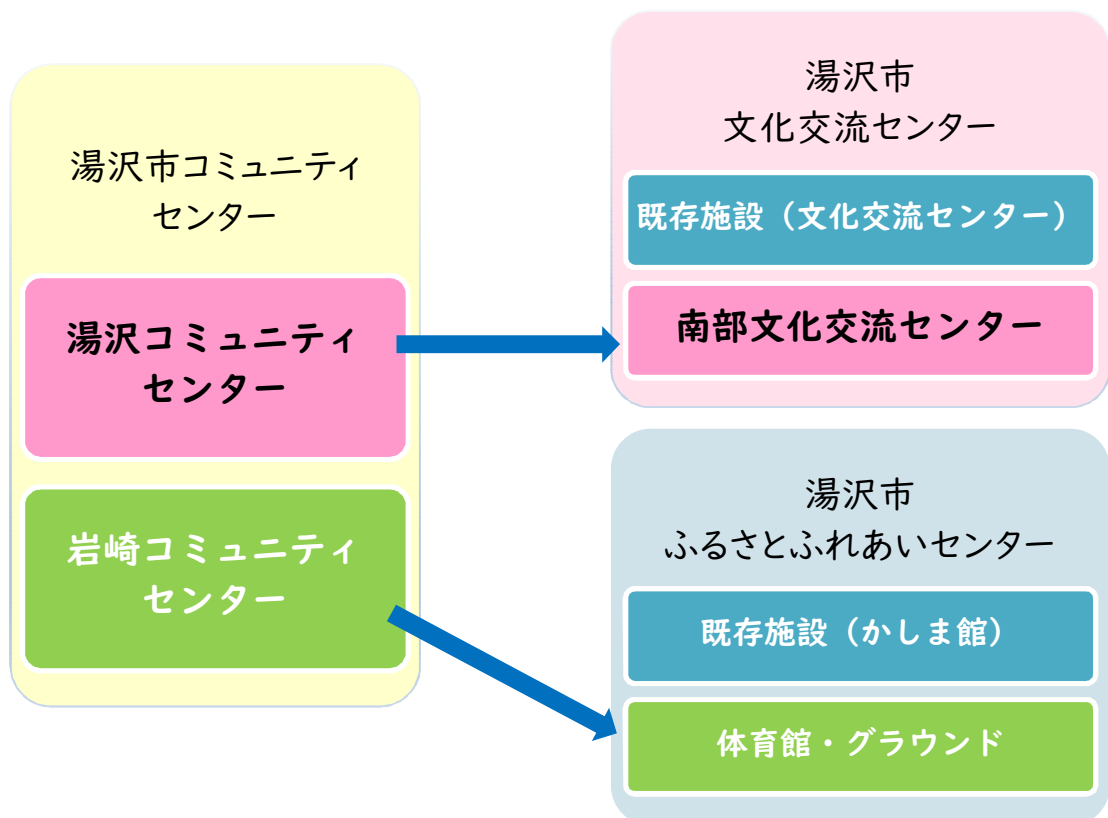 湯沢市コミュニティ
センター
湯沢コミュニティ
センター
岩崎コミュニティ
センター
湯沢市
文化交流センター
既存施設（文化交流センター）
南部文化交流センター
湯沢市
ふるさとふれあいセンター
既存施設（かしま館）
体育館・グラウンド